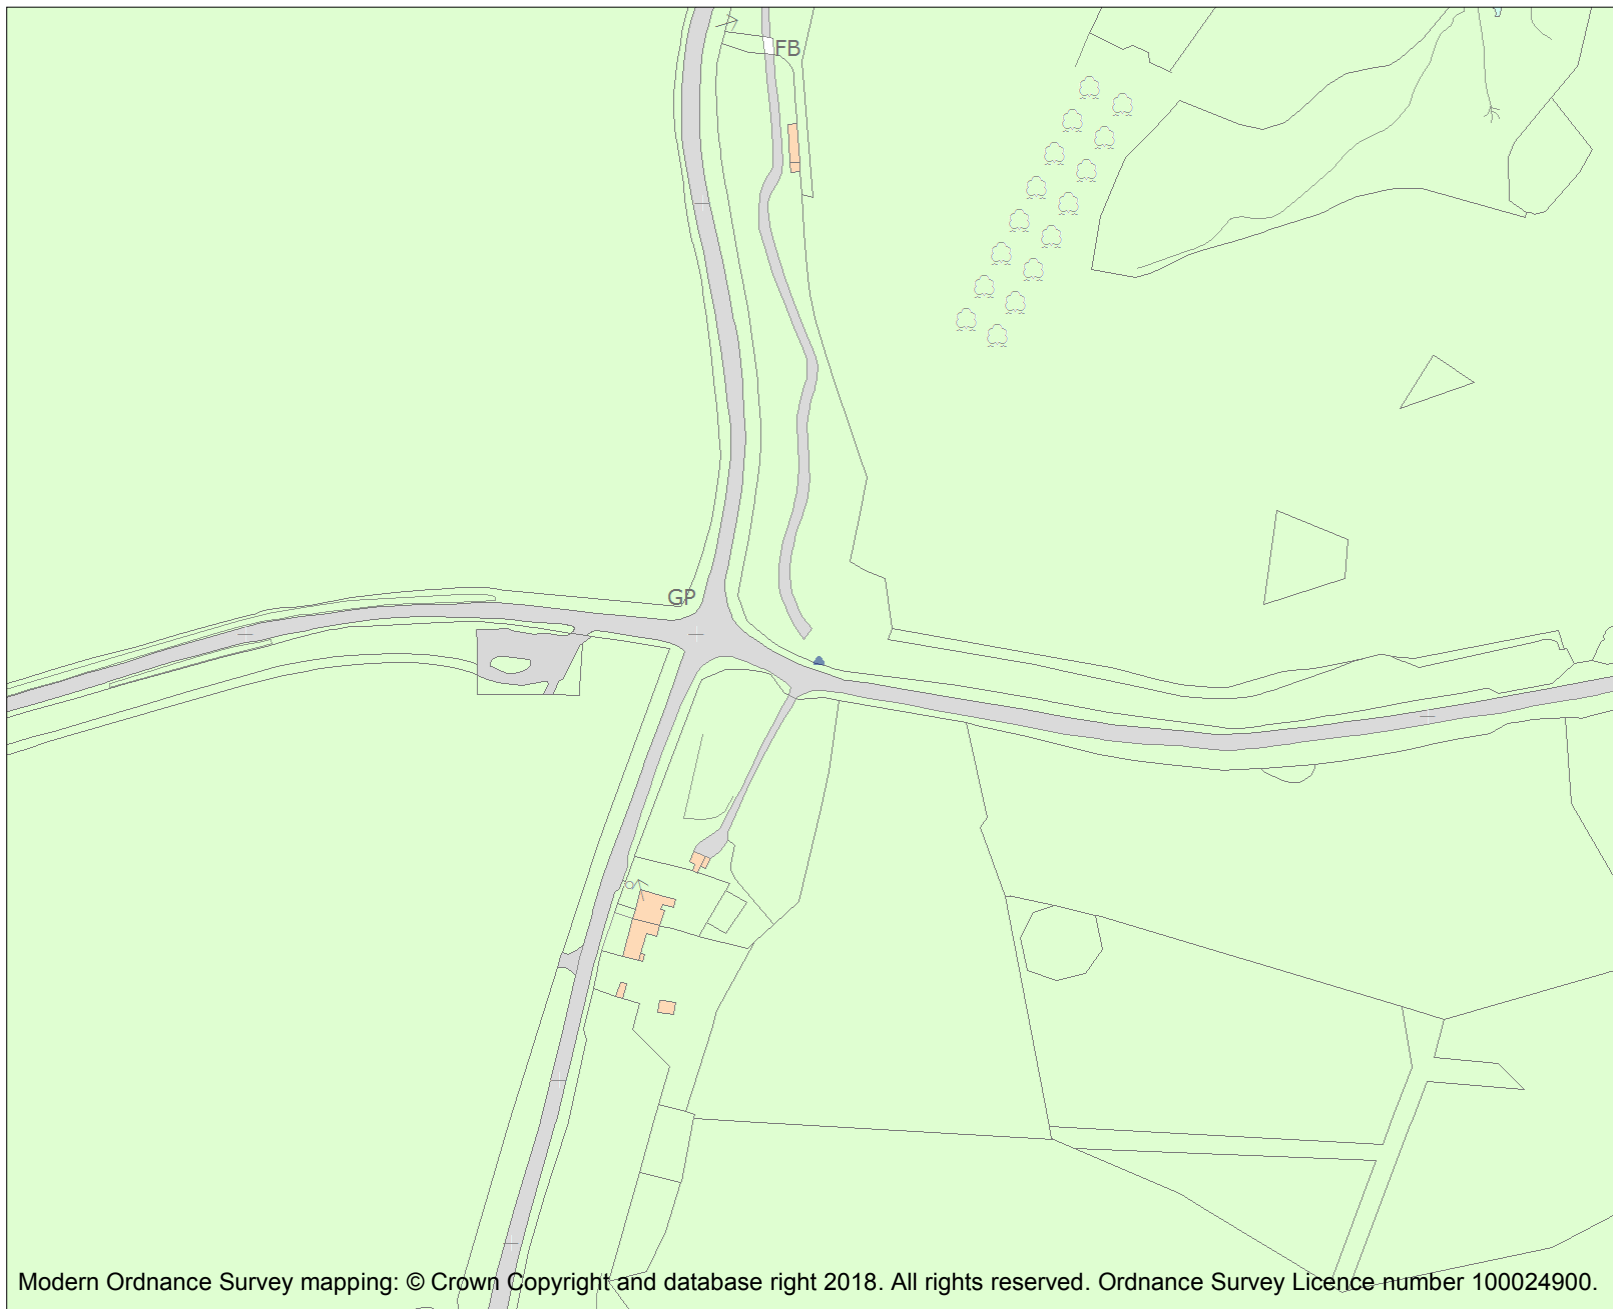 FB
GP
Modern Ordnance Survey mapping: © Crown Copyright and database right 2018. All rights reserved. Ordnance Survey Licence number 100024900.